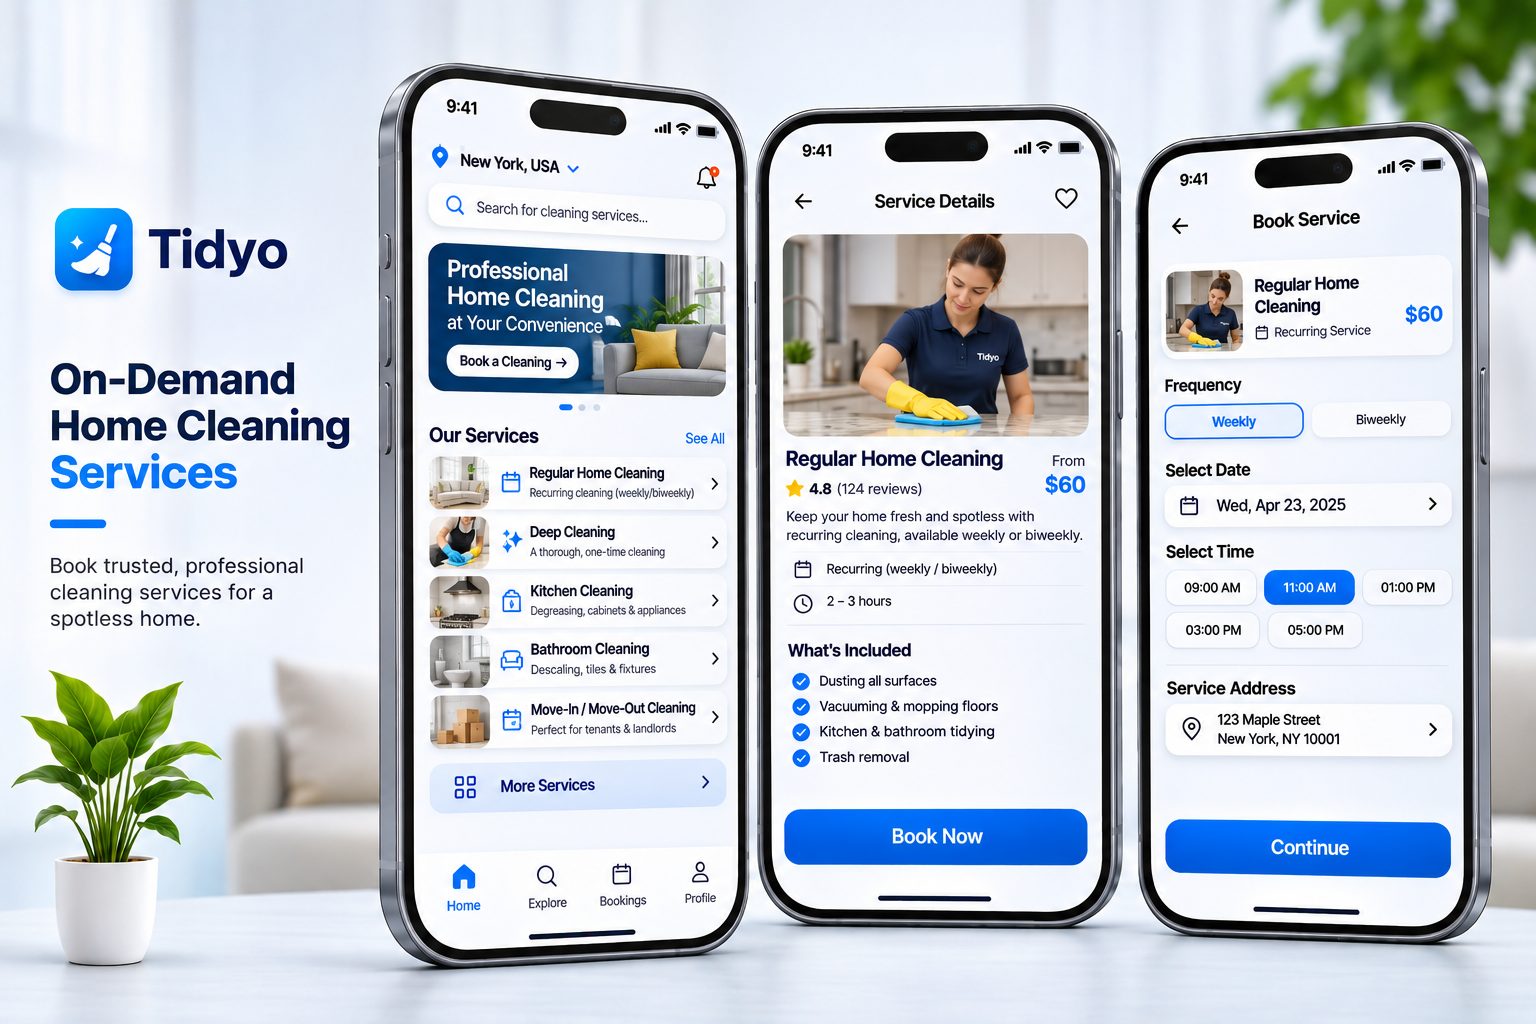 Tidyo
On-Demand
Home Cleaning
Services
Book trusted, professional
cleaning services for a
spotless home.
9:41
New York, USA
Search for cleaning services...
Professional
Home Cleaning
at Your Convenience
Book a Cleaning →
Our Services
See All
Regular Home Cleaning
Recurring cleaning (weekly/biweekly)
Deep Cleaning
A thorough, one-time cleaning
Kitchen Cleaning
Degreasing, cabinets & appliances
Bathroom Cleaning
Descaling, tiles & fixtures
Move-In / Move-Out Cleaning
Perfect for tenants & landlords
More Services
Home
Explore
Bookings
Profile
9:41
Service Details
Tidyo
Regular Home Cleaning
From
4.8 (124 reviews)
$60
Keep your home fresh and spotless with
recurring cleaning, available weekly or biweekly.
Recurring (weekly / biweekly)
2 – 3 hours
What's Included
Dusting all surfaces
Vacuuming & mopping floors
Kitchen & bathroom tidying
Trash removal
Book Now
9:41
Book Service
Regular Home
Cleaning
$60
Recurring Service
Frequency
Weekly
Biweekly
Select Date
Wed, Apr 23, 2025
Select Time
09:00 AM
11:00 AM
01:00 PM
03:00 PM
05:00 PM
Service Address
123 Maple Street
New York, NY 10001
Continue